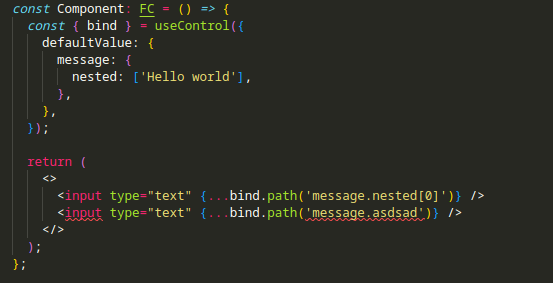 const Component: FC = () => {
  const { bind } = useControl({
    defaultValue: {
      message: {
        nested: ['Hello world'],
      },
    },
  });

  return (
    <>
      <input type="text" {...bind.path('message.nested[0]')} />
      <input type="text" {...bind.path('message.asdsad')} />
    </>
  );
};